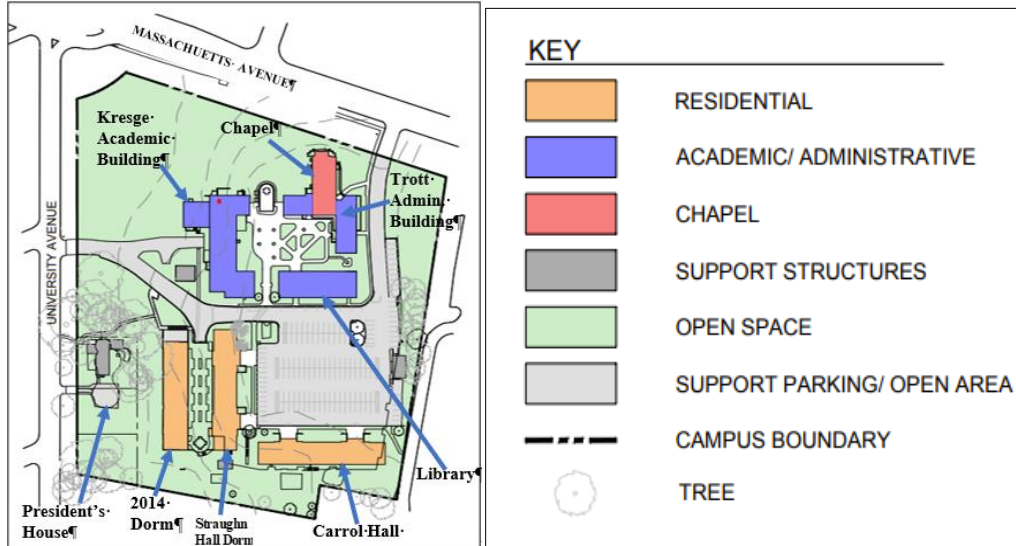 MASSACHUETTS· AVENUE¶
Kresge·
Academic·
Building¶
Chapel¶
Trott·
Admin.·
Building¶
UNIVERSITY AVENUE
Library¶
President's·
House¶
2014·
Dorm¶
Straughn
Hall Dorm
Carrol·Hall·
KEY
RESIDENTIAL
ACADEMIC/ ADMINISTRATIVE
CHAPEL
SUPPORT STRUCTURES
OPEN SPACE
SUPPORT PARKING/ OPEN AREA
CAMPUS BOUNDARY
TREE